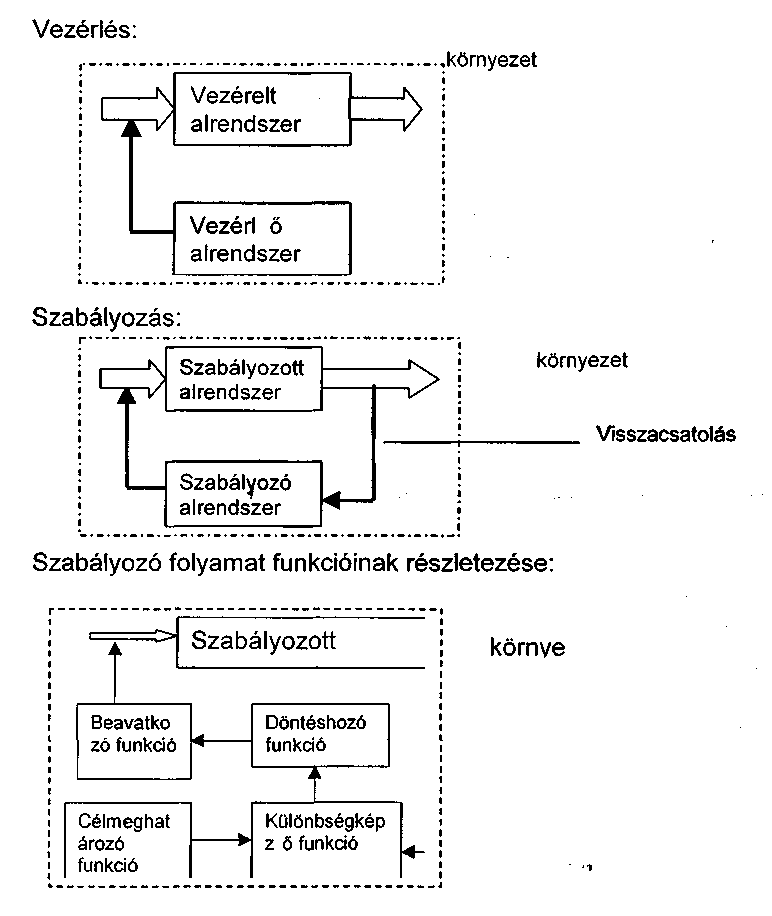 Vezérlés:
környezet
Vezérelt
alrendszer
Vezérl ő
alrendszer
Szabályozás:
Szabályozott
alrendszer
környezet
Visszacsatolás
Szabályozó
alrendszer
Szabályozó folyamat funkcióinak részletezése:
Szabályozott
környe
Beavatko
zó funkció
Döntéshozó
funkció
Célmeghat
ározó
funkció
Különbségkép
z ő funkció